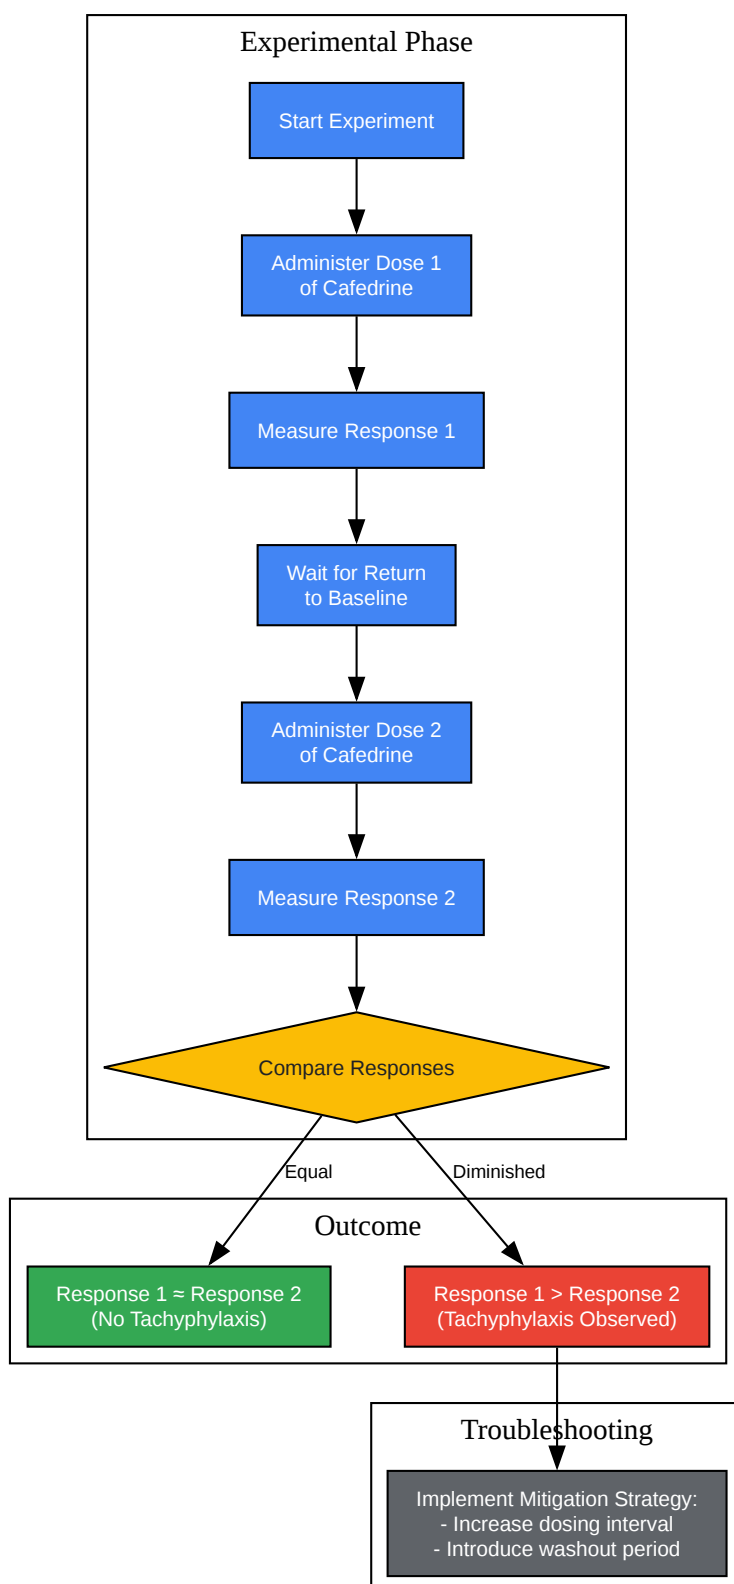 Experimental Phase
Start Experiment
Administer Dose 1
of Cafedrine
Measure Response 1
Wait for Return
to Baseline
Administer Dose 2
of Cafedrine
Measure Response 2
Compare Responses
Equal
Diminished
Outcome
Response 1 ≈ Response 2
(No Tachyphylaxis)
Response 1 > Response 2
(Tachyphylaxis Observed)
Troubleshooting
Implement Mitigation Strategy:
- Increase dosing interval
- Introduce washout period